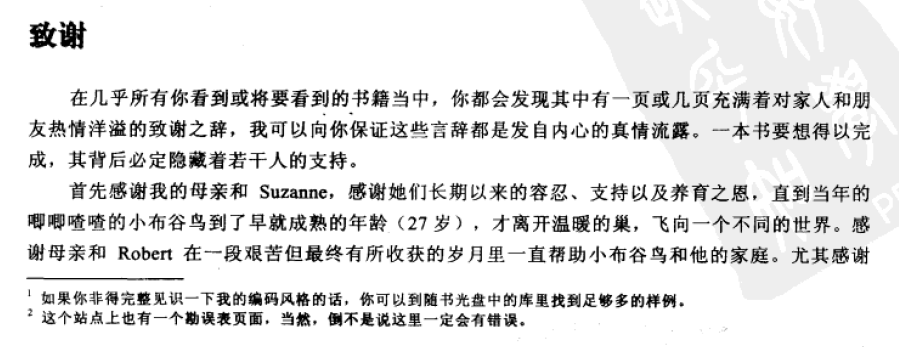 致谢
在几乎所有你看到或将要看到的书籍当中，你都会发现其中有一页或几页充满着对家人和朋
友热情洋溢的致谢之辞，我可以向你保证这些言辞都是发自内心的真情流露。一本书要想得以完
成，其背后必定隐藏着若干人的支持。
首先感谢我的母亲和 Suzanne，感谢她们长期以来的容忍、支持以及养育之恩，直到当年的
唧唧喳喳的小布谷鸟到了早就成熟的年龄（27 岁），才离开温暖的巢，飞向一个不同的世界。感
谢母亲和 Robert 在一段艰苦但最终有所收获的岁月里一直帮助小布谷鸟和他的家庭。尤其感谢
1 如果你非得完整见识一下我的编码风格的话，你可以到随书光盘中的库里找到足够多的样例。
2 这个站点上也有一个勘误表页面，当然，倒不是说这里一定会有错误。